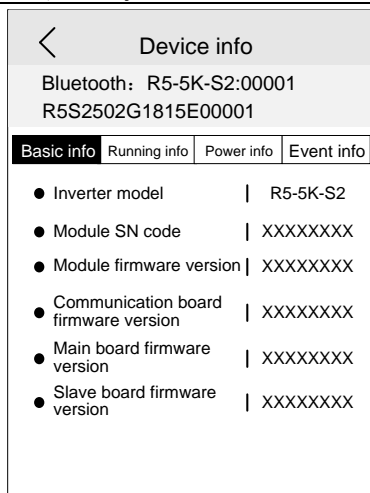 Device info
Bluetooth：R5-5K-S2:00001
R5S2502G1815E00001
Basic info Running info Power info Event info
Inverter model R5-5K-S2
Module SN code XXXXXXXX
Module firmware version XXXXXXXX
Communication board
firmware version XXXXXXXX
Main board firmware
version XXXXXXXX
Slave board firmware
version XXXXXXXX